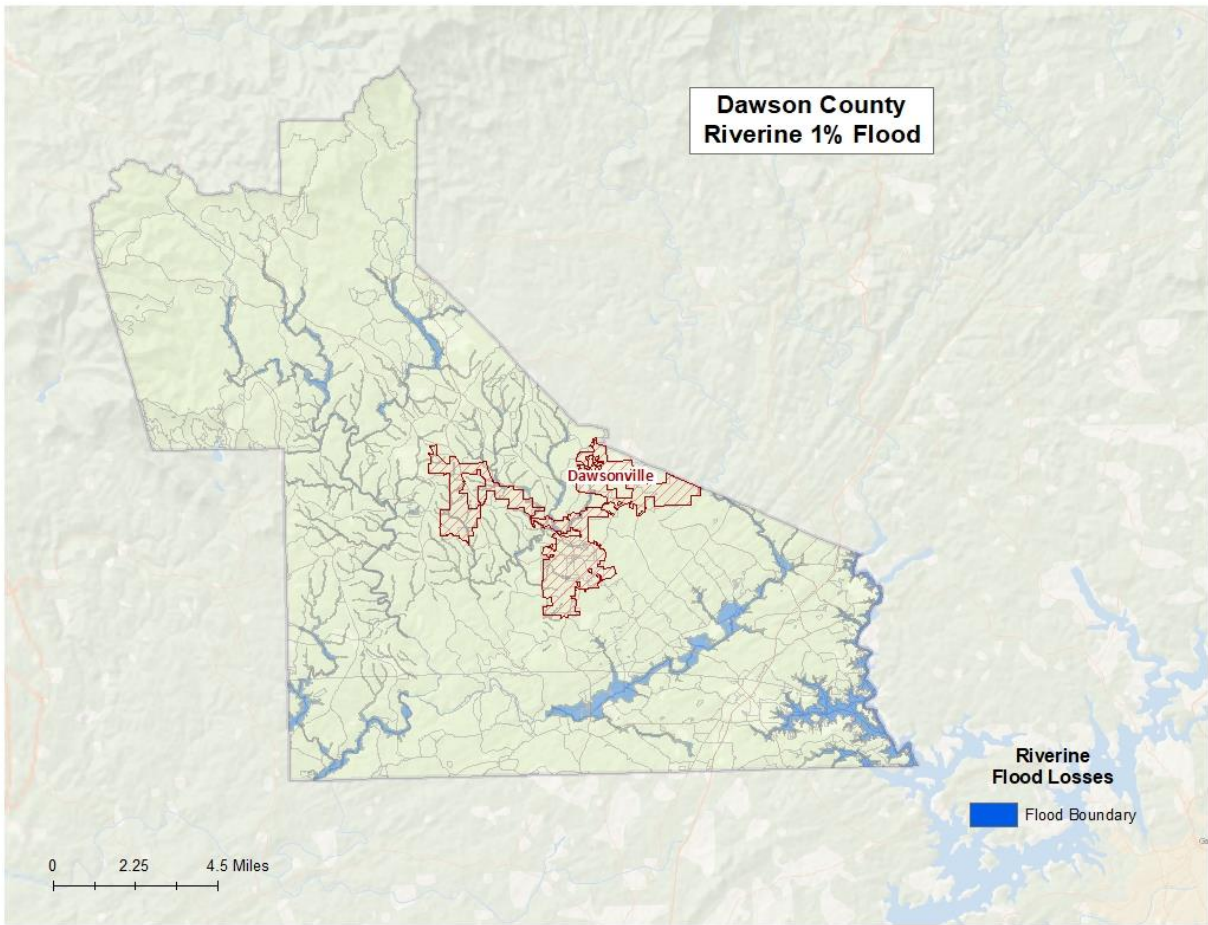 Dawson County
Riverine 1% Flood
Dawsonville
Riverine
Flood Losses
Flood Boundary
0 2.25 4.5 Miles